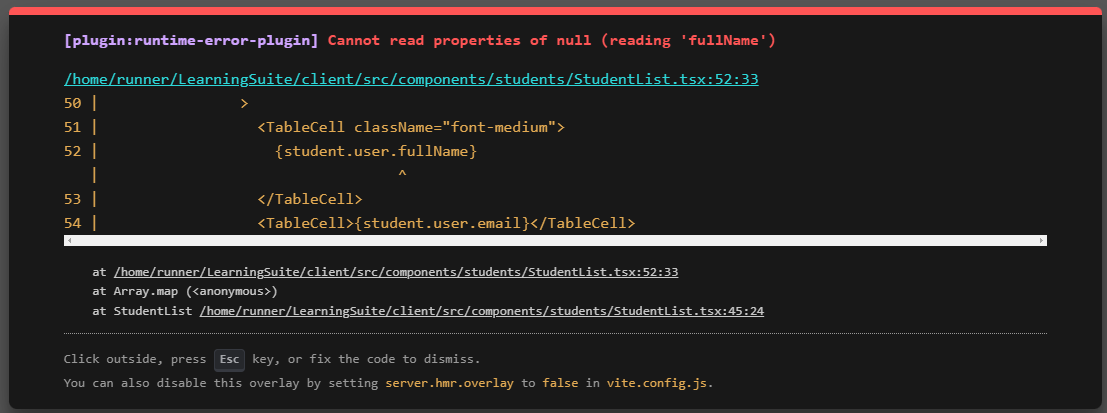 [plugin:runtime-error-plugin] Cannot read properties of null (reading 'fullName')
/home/runner/LearningSuite/client/src/components/students/StudentList.tsx:52:33
50 |                 >
51 |                   <TableCell className="font-medium">
52 |                     {student.user.fullName}
   |                                   ^
53 |                   </TableCell>
54 |                   <TableCell>{student.user.email}</TableCell>
at /home/runner/LearningSuite/client/src/components/students/StudentList.tsx:52:33
at Array.map (<anonymous>)
at StudentList /home/runner/LearningSuite/client/src/components/students/StudentList.tsx:45:24
Click outside, press Esc key, or fix the code to dismiss.
You can also disable this overlay by setting server.hmr.overlay to false in vite.config.js.